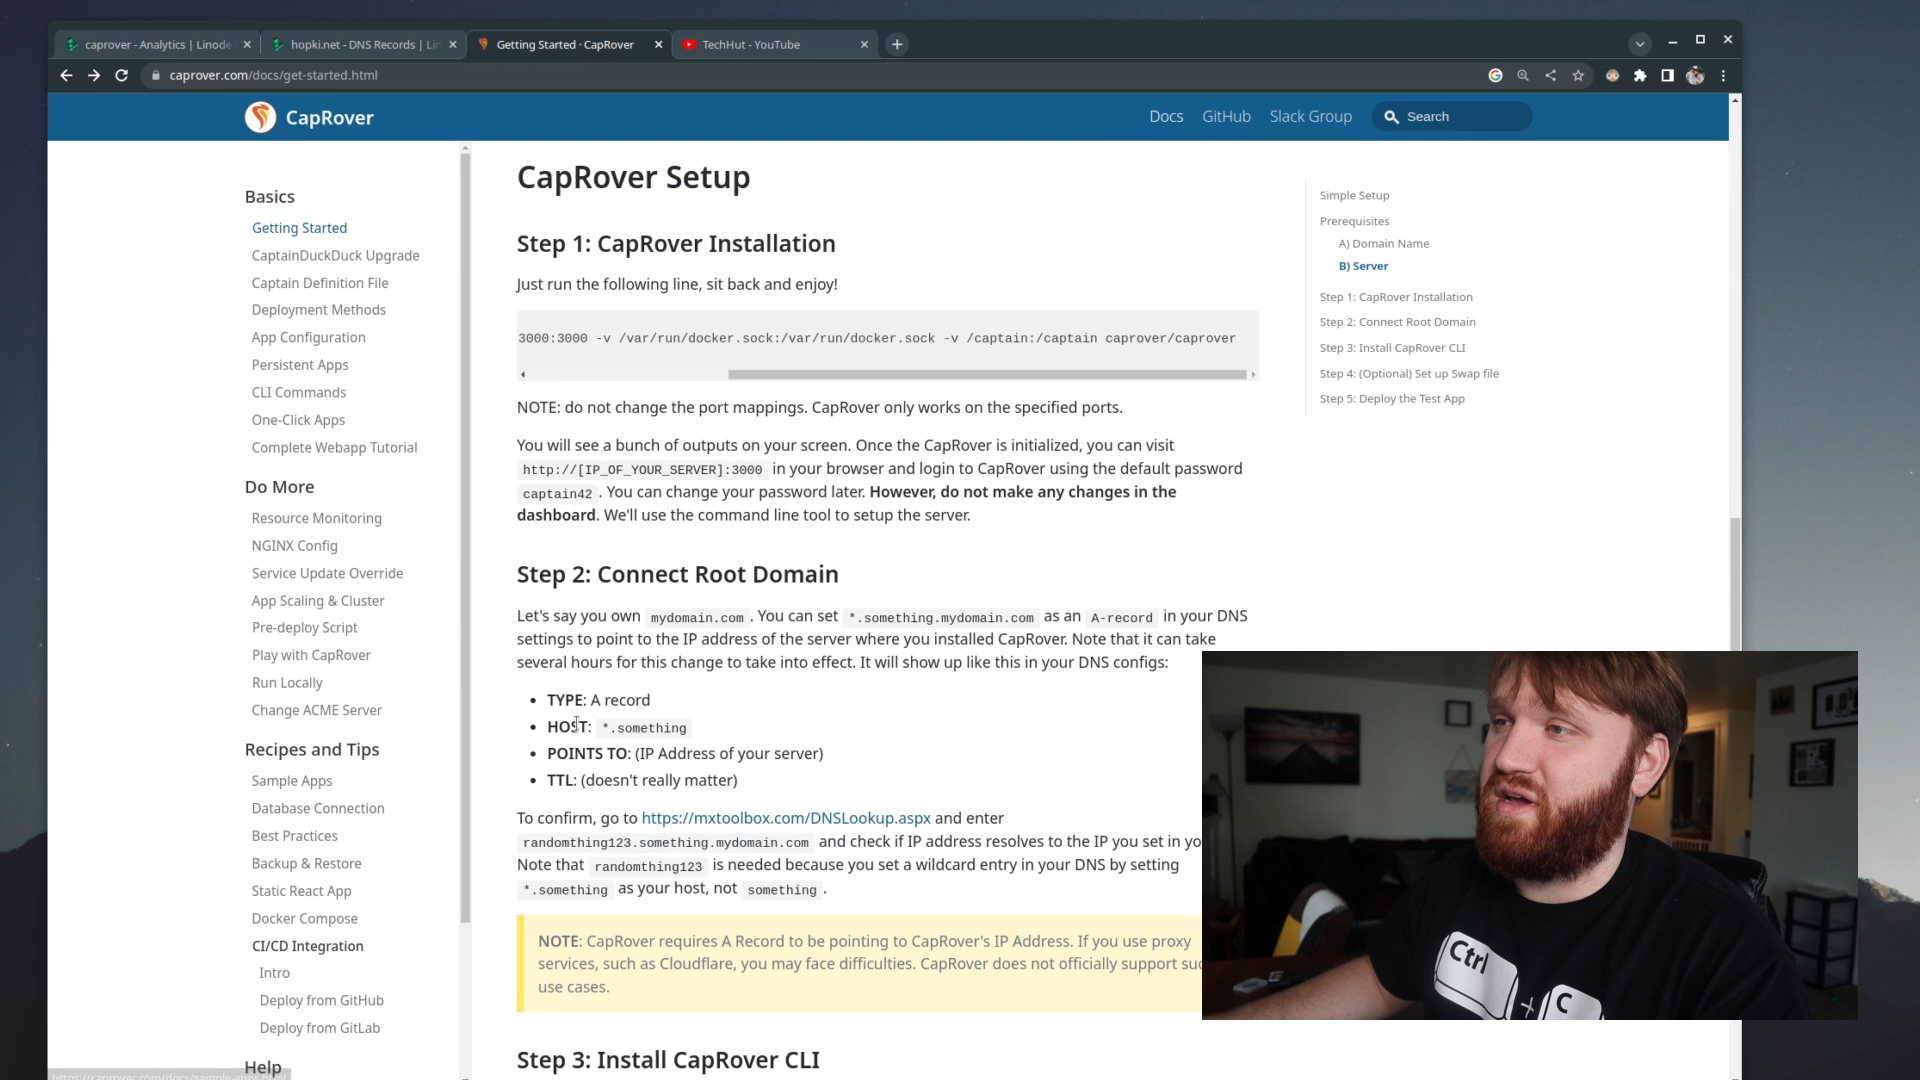 caprover - Analytics | Linode
hopki.net - DNS Records | Lin
Getting Started · CapRover
TechHut - YouTube
caprover.com/docs/get-started.html
CapRover
Docs
GitHub
Slack Group
Search
Basics
Getting Started
CaptainDuckDuck Upgrade
Captain Definition File
Deployment Methods
App Configuration
Persistent Apps
CLI Commands
One-Click Apps
Complete Webapp Tutorial
Do More
Resource Monitoring
NGINX Config
Service Update Override
App Scaling & Cluster
Pre-deploy Script
Play with CapRover
Run Locally
Change ACME Server
Recipes and Tips
Sample Apps
Database Connection
Best Practices
Backup & Restore
Static React App
Docker Compose
CI/CD Integration
Intro
Deploy from GitHub
Deploy from GitLab
Help
https://caprover.com/docs/sample-apps.html
CapRover Setup
Step 1: CapRover Installation
Just run the following line, sit back and enjoy!
3000:3000 -v /var/run/docker.sock:/var/run/docker.sock -v /captain:/captain caprover/caprover
NOTE: do not change the port mappings. CapRover only works on the specified ports.
You will see a bunch of outputs on your screen. Once the CapRover is initialized, you can visit
http://[IP_OF_YOUR_SERVER]:3000 in your browser and login to CapRover using the default password
captain42 . You can change your password later. However, do not make any changes in the
dashboard. We'll use the command line tool to setup the server.
Step 2: Connect Root Domain
Let's say you own mydomain.com . You can set *.something.mydomain.com as an A-record in your DNS
settings to point to the IP address of the server where you installed CapRover. Note that it can take
several hours for this change to take into effect. It will show up like this in your DNS configs:
• TYPE: A record
• HOST: *.something
• POINTS TO: (IP Address of your server)
• TTL: (doesn't really matter)
To confirm, go to https://mxtoolbox.com/DNSLookup.aspx and enter
randomthing123.something.mydomain.com and check if IP address resolves to the IP you set in yo
Note that randomthing123 is needed because you set a wildcard entry in your DNS by setting
*.something as your host, not something .
NOTE: CapRover requires A Record to be pointing to CapRover's IP Address. If you use proxy
services, such as Cloudflare, you may face difficulties. CapRover does not officially support suc
use cases.
Step 3: Install CapRover CLI
Simple Setup
Prerequisites
A) Domain Name
B) Server
Step 1: CapRover Installation
Step 2: Connect Root Domain
Step 3: Install CapRover CLI
Step 4: (Optional) Set up Swap file
Step 5: Deploy the Test App
Ctrl
+ C